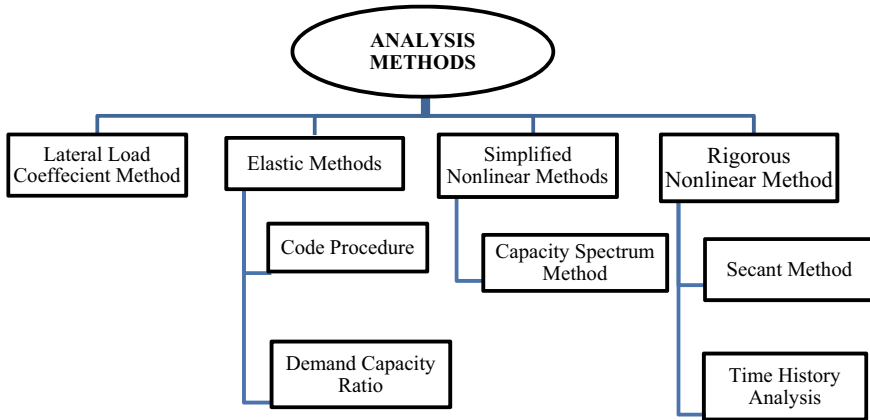 ANALYSIS
METHODS
Lateral Load
Coeffecient Method
Elastic Methods
Simplified
Nonlinear Methods
Rigorous
Nonlinear Method
Code Procedure
Capacity Spectrum
Method
Secant Method
Demand Capacity
Ratio
Time History
Analysis